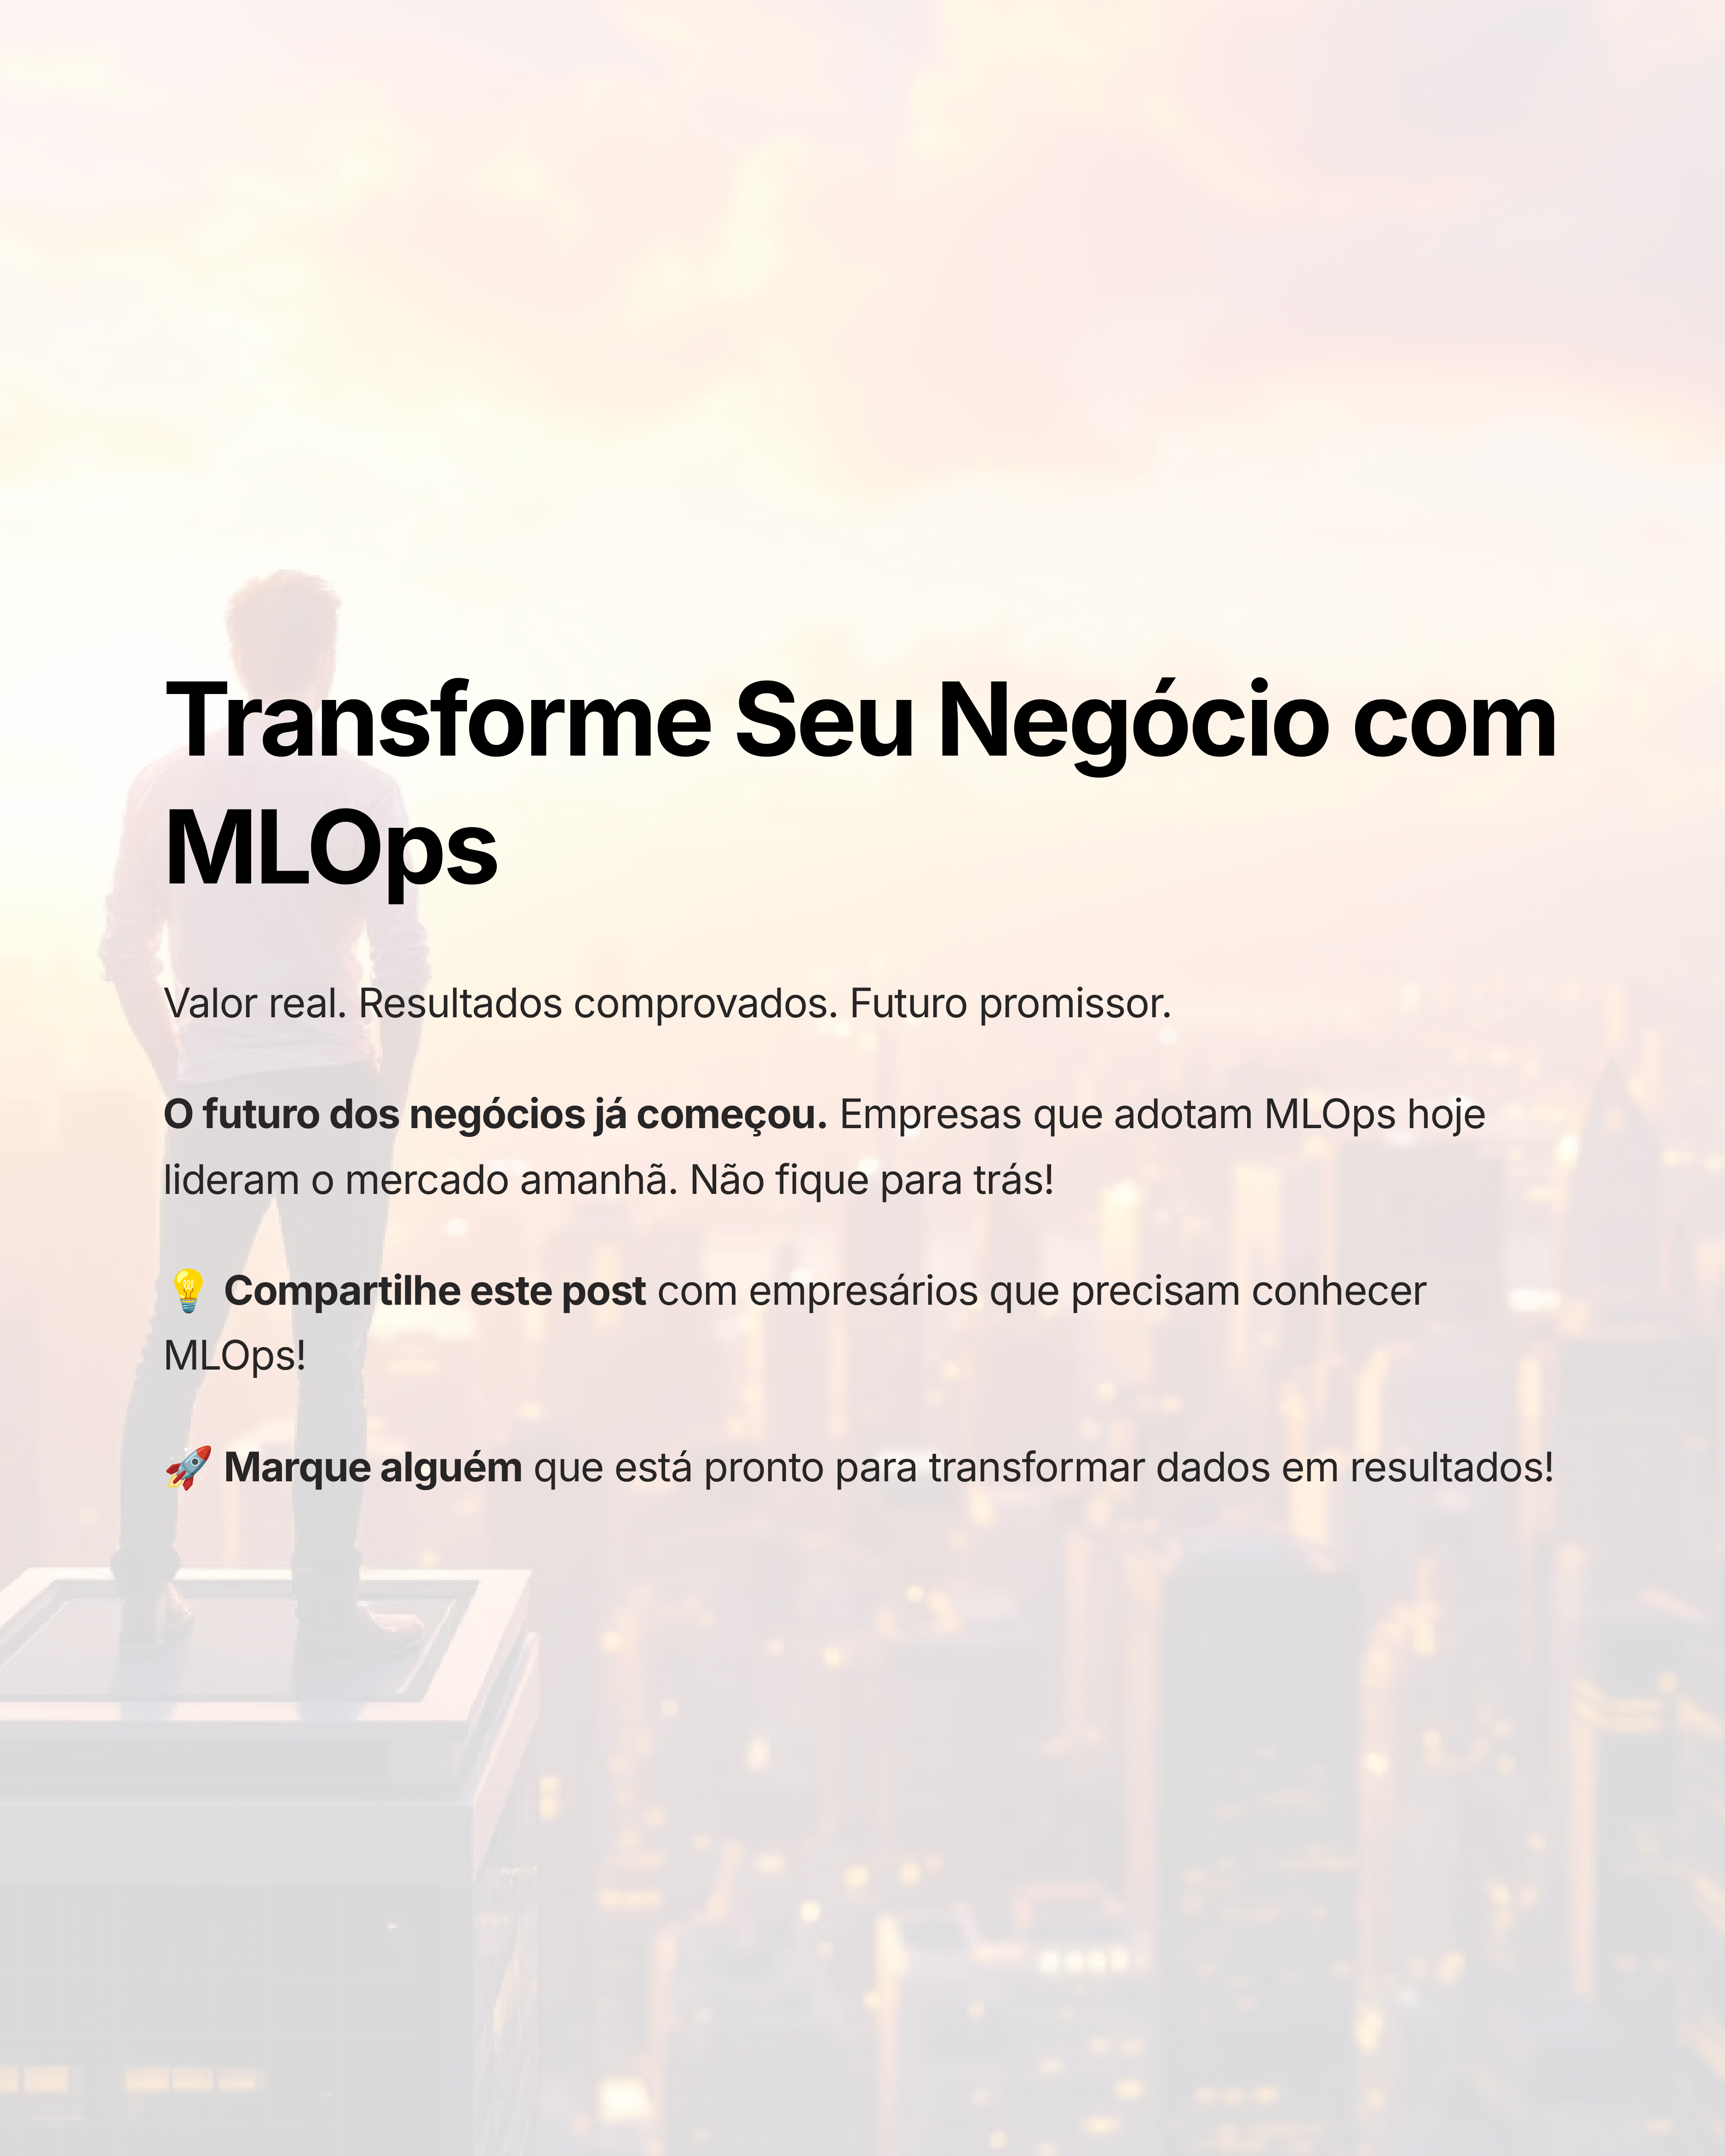 Transforme Seu Negócio com
MLOps
Valor real. Resultados comprovados. Futuro promissor.
O futuro dos negócios já começou. Empresas que adotam MLOps hoje
lideram o mercado amanhã. Não fique para trás!
💡 Compartilhe este post com empresários que precisam conhecer
MLOps!
🚀 Marque alguém que está pronto para transformar dados em resultados!